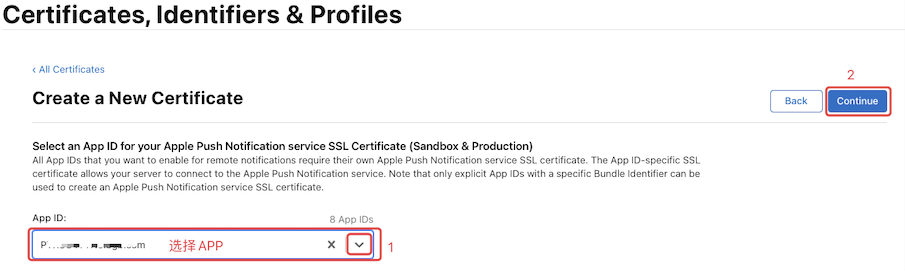 Certificates, Identifiers & Profiles
‹ All Certificates
2
Create a New Certificate
Back
Continue
Select an App ID for your Apple Push Notification service SSL Certificate (Sandbox & Production)
All App IDs that you want to enable for remote notifications require their own Apple Push Notification service SSL certificate. The App ID-specific SSL
certificate allows your server to connect to the Apple Push Notification service. Note that only explicit App IDs with a specific Bundle Identifier can be
used to create an Apple Push Notification service SSL certificate.
App ID:
8 App IDs
选择APP
1